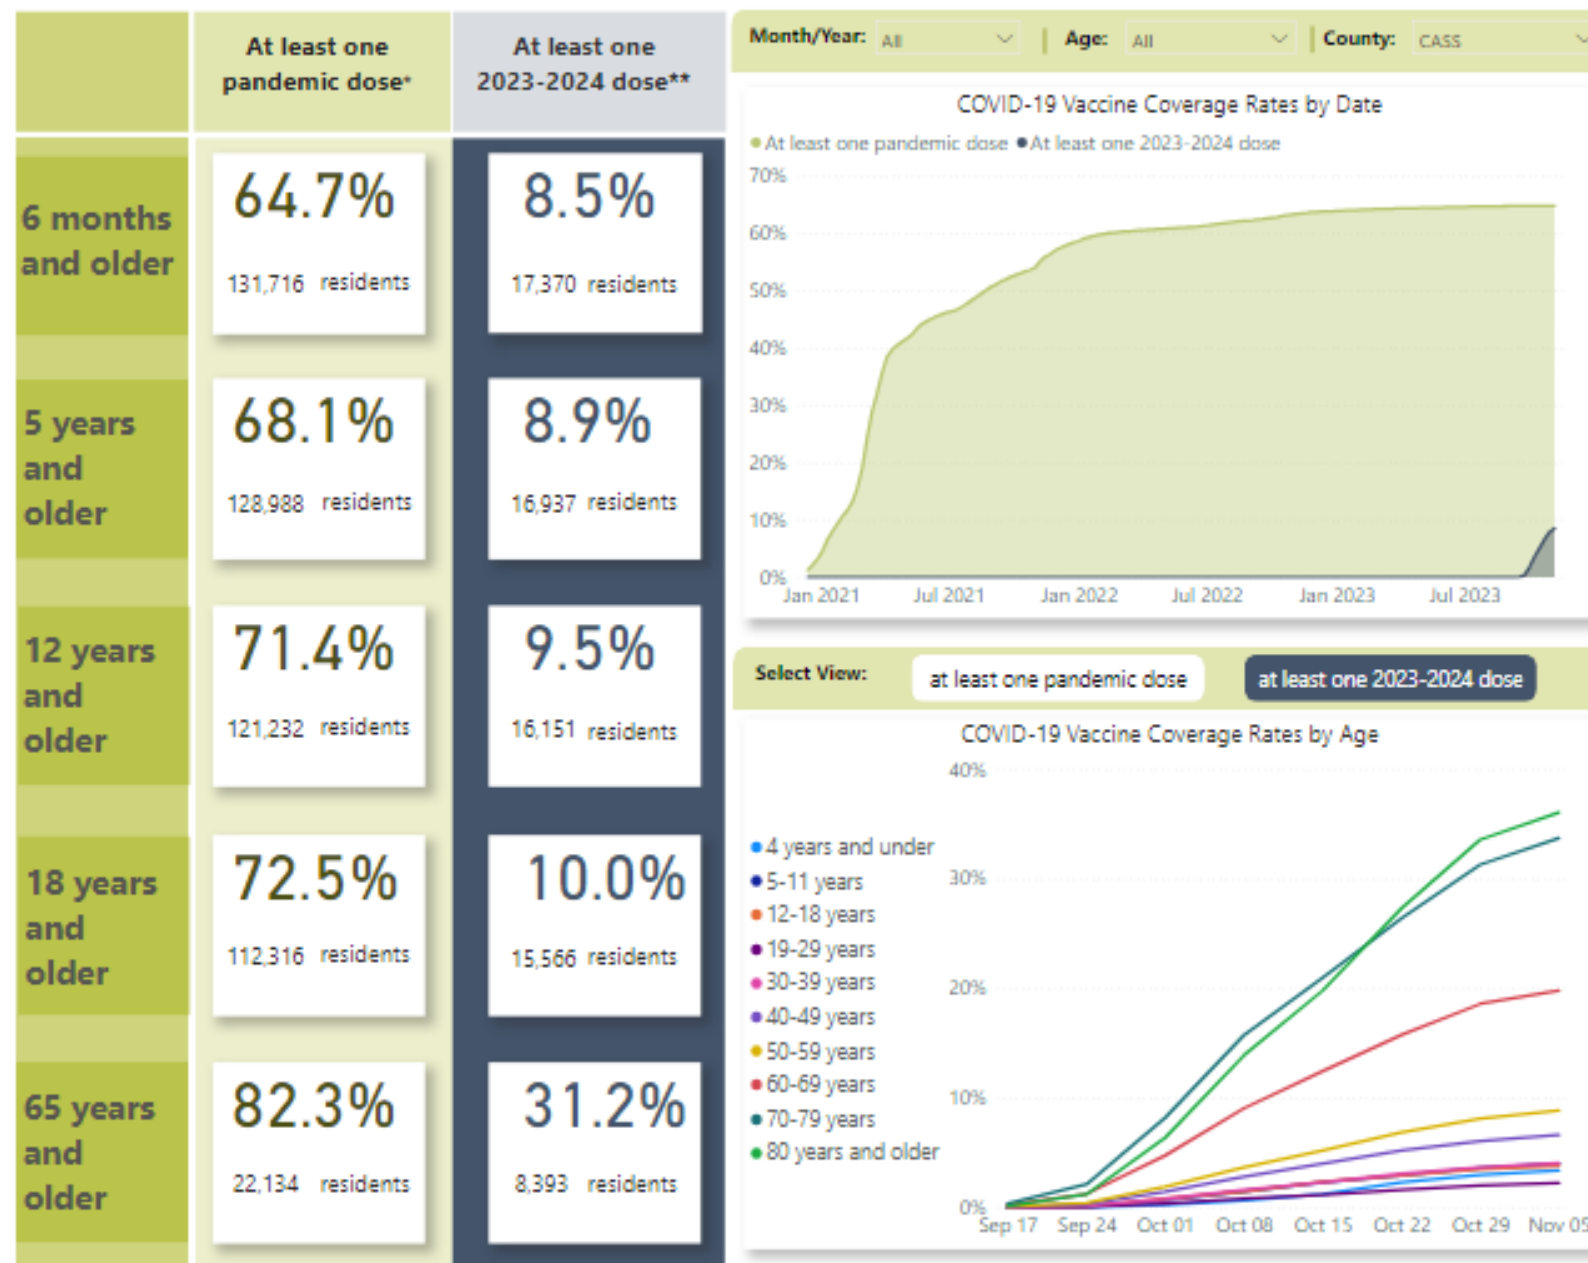 At least one
pandemic dose*
At least one
2023-2024 dose**
6 months
and older
64.7%
131,716 residents
8.5%
17,370 residents
5 years
and
older
68.1%
128,988 residents
8.9%
16,937 residents
12 years
and
older
71.4%
121,232 residents
9.5%
16,151 residents
18 years
and
older
72.5%
112,316 residents
10.0%
15,566 residents
65 years
and
older
82.3%
22,134 residents
31.2%
8,393 residents
Month/Year: All Age: All County: CASS
COVID-19 Vaccine Coverage Rates by Date
At least one pandemic dose At least one 2023-2024 dose
70%
60%
50%
40%
30%
20%
10%
0%
Jan 2021 Jul 2021 Jan 2022 Jul 2022 Jan 2023 Jul 2023
Select View: at least one pandemic dose at least one 2023-2024 dose
COVID-19 Vaccine Coverage Rates by Age
4 years and under
5-11 years
12-18 years
19-29 years
30-39 years
40-49 years
50-59 years
60-69 years
70-79 years
80 years and older
40%
30%
20%
10%
0%
Sep 17 Sep 24 Oct 01 Oct 08 Oct 15 Oct 22 Oct 29 Nov 05